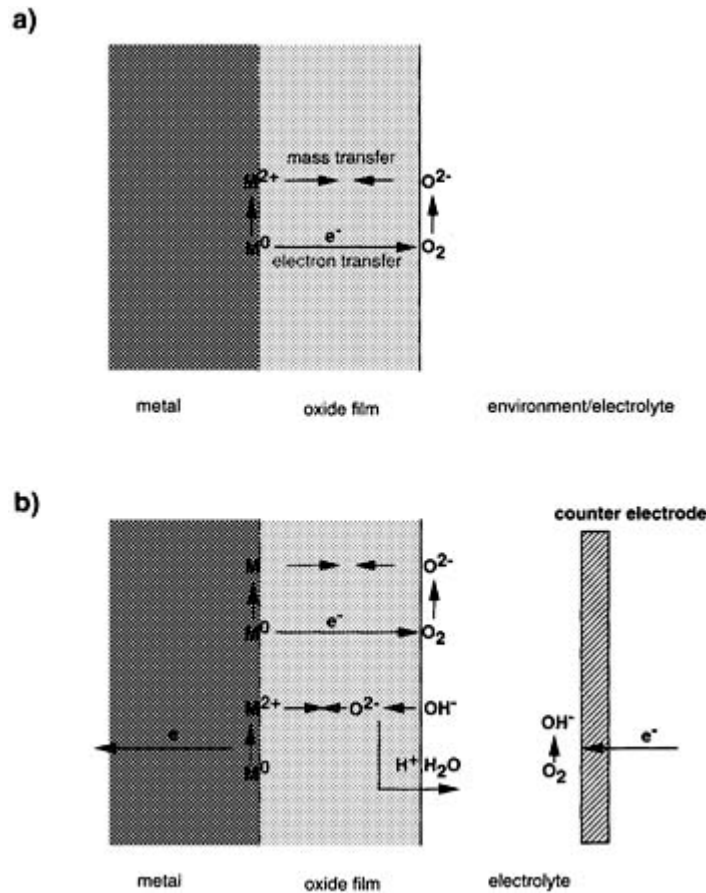 a)
mass transfer
M2+ O2-
e-
M0 O2
electron transfer
metal oxide film environment/electrolyte
b)
counter electrode
M O2-
e-
M0 O2
M2+ O2- OH-
OH-
e e-
H+ H2O
M0 O2
metal oxide film electrolyte